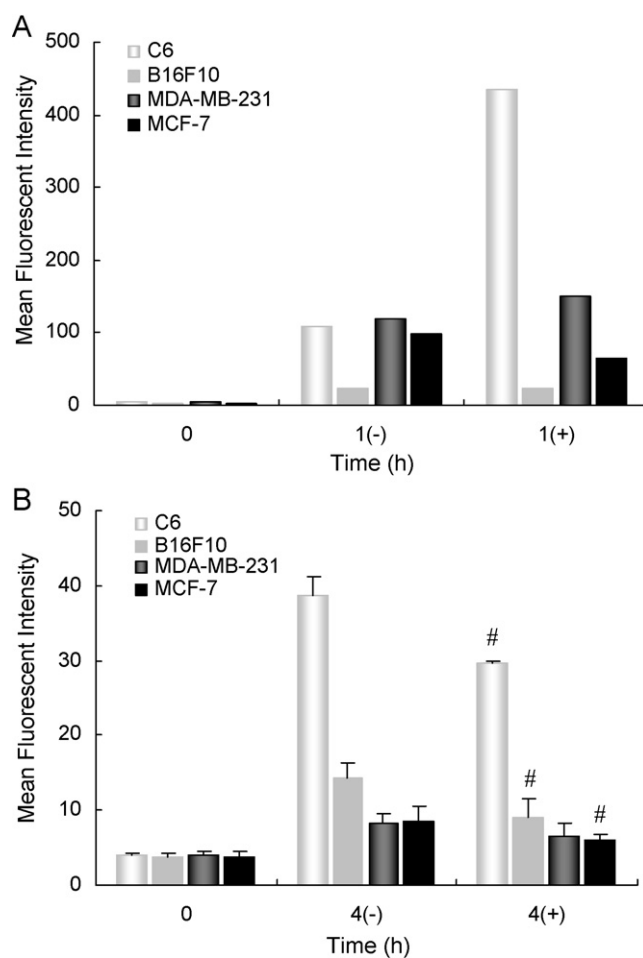 A
500
400
300
200
100
0
Mean Fluorescent Intensity
C6
B16F10
MDA-MB-231
MCF-7
0 1(-) 1(+)
Time (h)
B
50
40
30
20
10
0
Mean Fluorescent Intensity
C6
B16F10
MDA-MB-231
MCF-7
#
#
#
0 4(-) 4(+)
Time (h)